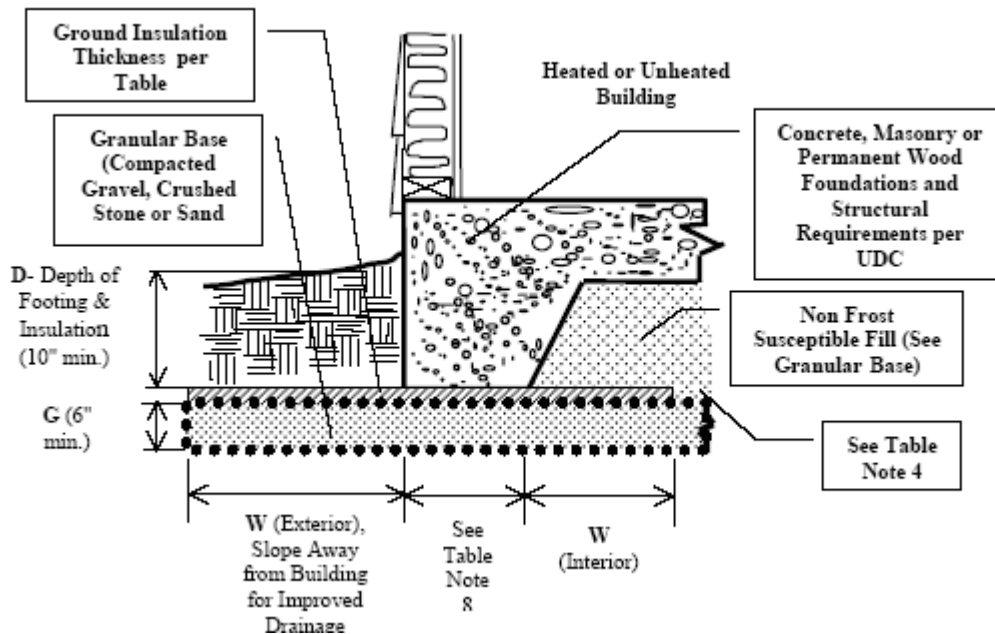 Ground Insulation
Thickness per
Table
Granular Base
(Compacted
Gravel, Crushed
Stone or Sand
D- Depth of
Footing &
Insulation
(10" min.)
G (6"
min.)
Heated or Unheated
Building
Concrete, Masonry or
Permanent Wood
Foundations and
Structural
Requirements per
UDC
Non Frost
Susceptible Fill (See
Granular Base)
See Table
Note 4
W (Exterior),
Slope Away
from Building
for Improved
Drainage
See
Table
Note
8
W
(Interior)